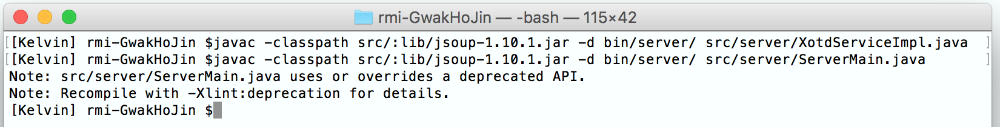 rmi-GwakHoJin — -bash — 115×42
[[Kelvin] rmi-GwakHoJin $javac -classpath src/:lib/jsoup-1.10.1.jar -d bin/server/ src/server/XotdServiceImpl.java ]
[[Kelvin] rmi-GwakHoJin $javac -classpath src/:lib/jsoup-1.10.1.jar -d bin/server/ src/server/ServerMain.java ]
Note: src/server/ServerMain.java uses or overrides a deprecated API.
Note: Recompile with -Xlint:deprecation for details.
[Kelvin] rmi-GwakHoJin $